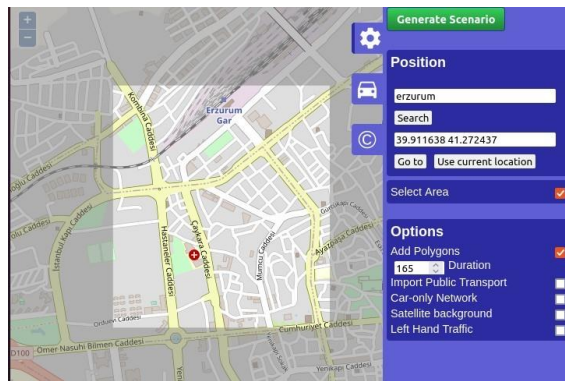 +
−
Generate Scenario
Position
erzurum
Search
39.911638 41.272437
Go to Use current location
Select Area
Options
Add Polygons
165 Duration
Import Public Transport
Car-only Network
Satellite background
Left Hand Traffic
©
Erzurum
Gar
Kombina Caddesi
Çaykara Caddesi
Hastaneler Caddesi
Mumcu Caddesi
Ayazpaşa Caddesi
Gürcükapı Caddesi
İstanbul Kapı Caddesi
Orduevi Caddesi
Cumhuriyet Caddesi
D100
Ömer Nasuhi Bilmen Caddesi
Yenikapı Caddesi